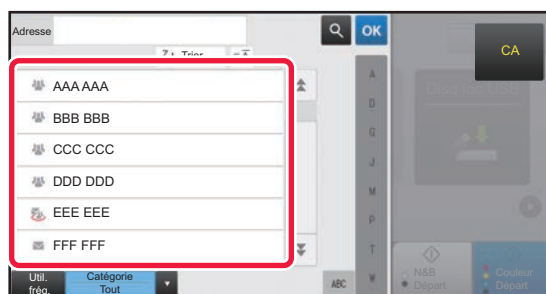 Adresse
OK
CA
Trier
AAA AAA
BBB BBB
CCC CCC
DDD DDD
EEE EEE
FFF FFF
A
D
G
J
M
P
T
W
Util.
frég.
Catégorie
Tout
ABC
N&B
Départ
Couleur
Départ